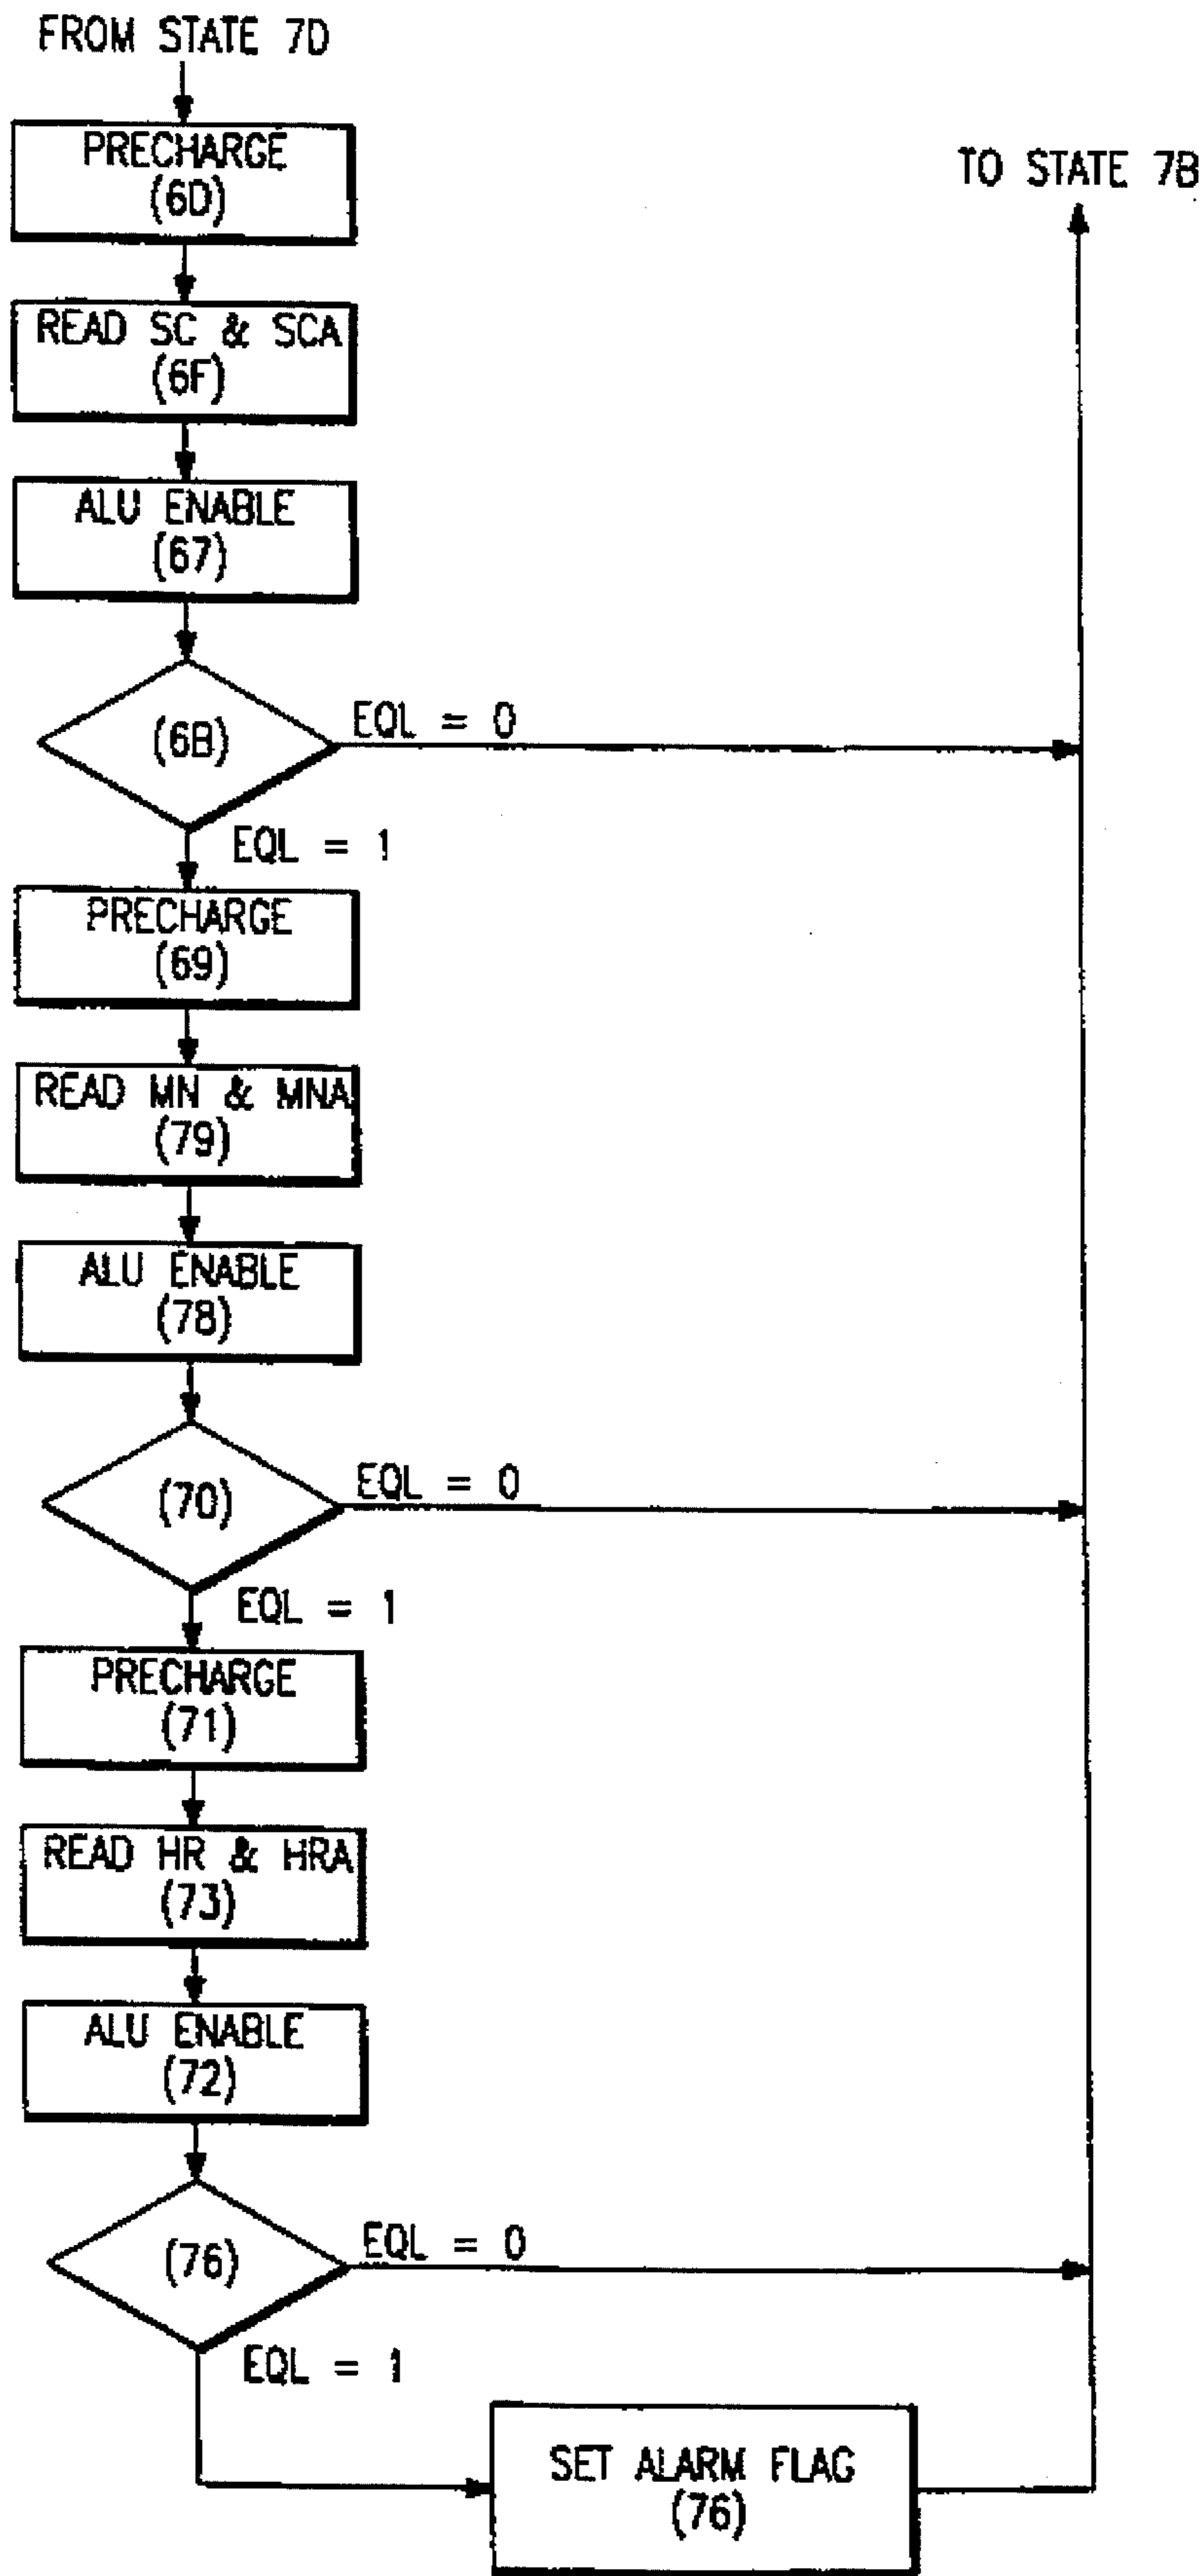 FROM STATE 7D
TO STATE 7B
PRECHARGE
(6D)
READ SC & SCA
(6F)
ALU ENABLE
(67)
(6B)
EQL = 0
EQL = 1
PRECHARGE
(69)
READ MN & MNA
(79)
ALU ENABLE
(78)
(70)
EQL = 0
EQL = 1
PRECHARGE
(71)
READ HR & HRA
(73)
ALU ENABLE
(72)
(76)
EQL = 0
EQL = 1
SET ALARM FLAG
(76)